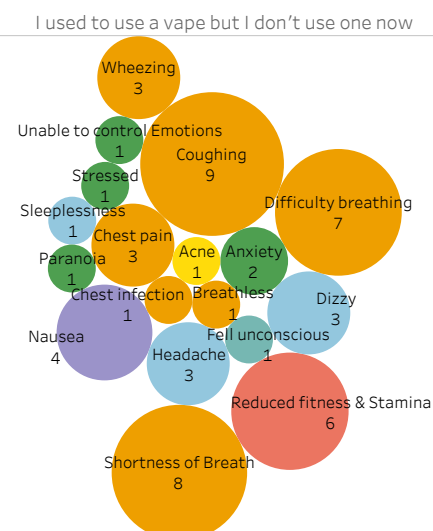 I used to use a vape but I don't use one now
Wheezing
3
Unable to control Emotions
1
Coughing
9
Stressed
1
Difficulty breathing
7
Sleeplessness
1
Chest pain
3
Acne
1
Anxiety
2
Paranoia
1
Chest infection
1
Breathless
1
Dizzy
3
Nausea
4
Fell unconscious
1
Headache
3
Reduced fitness & Stamina
6
Shortness of Breath
8